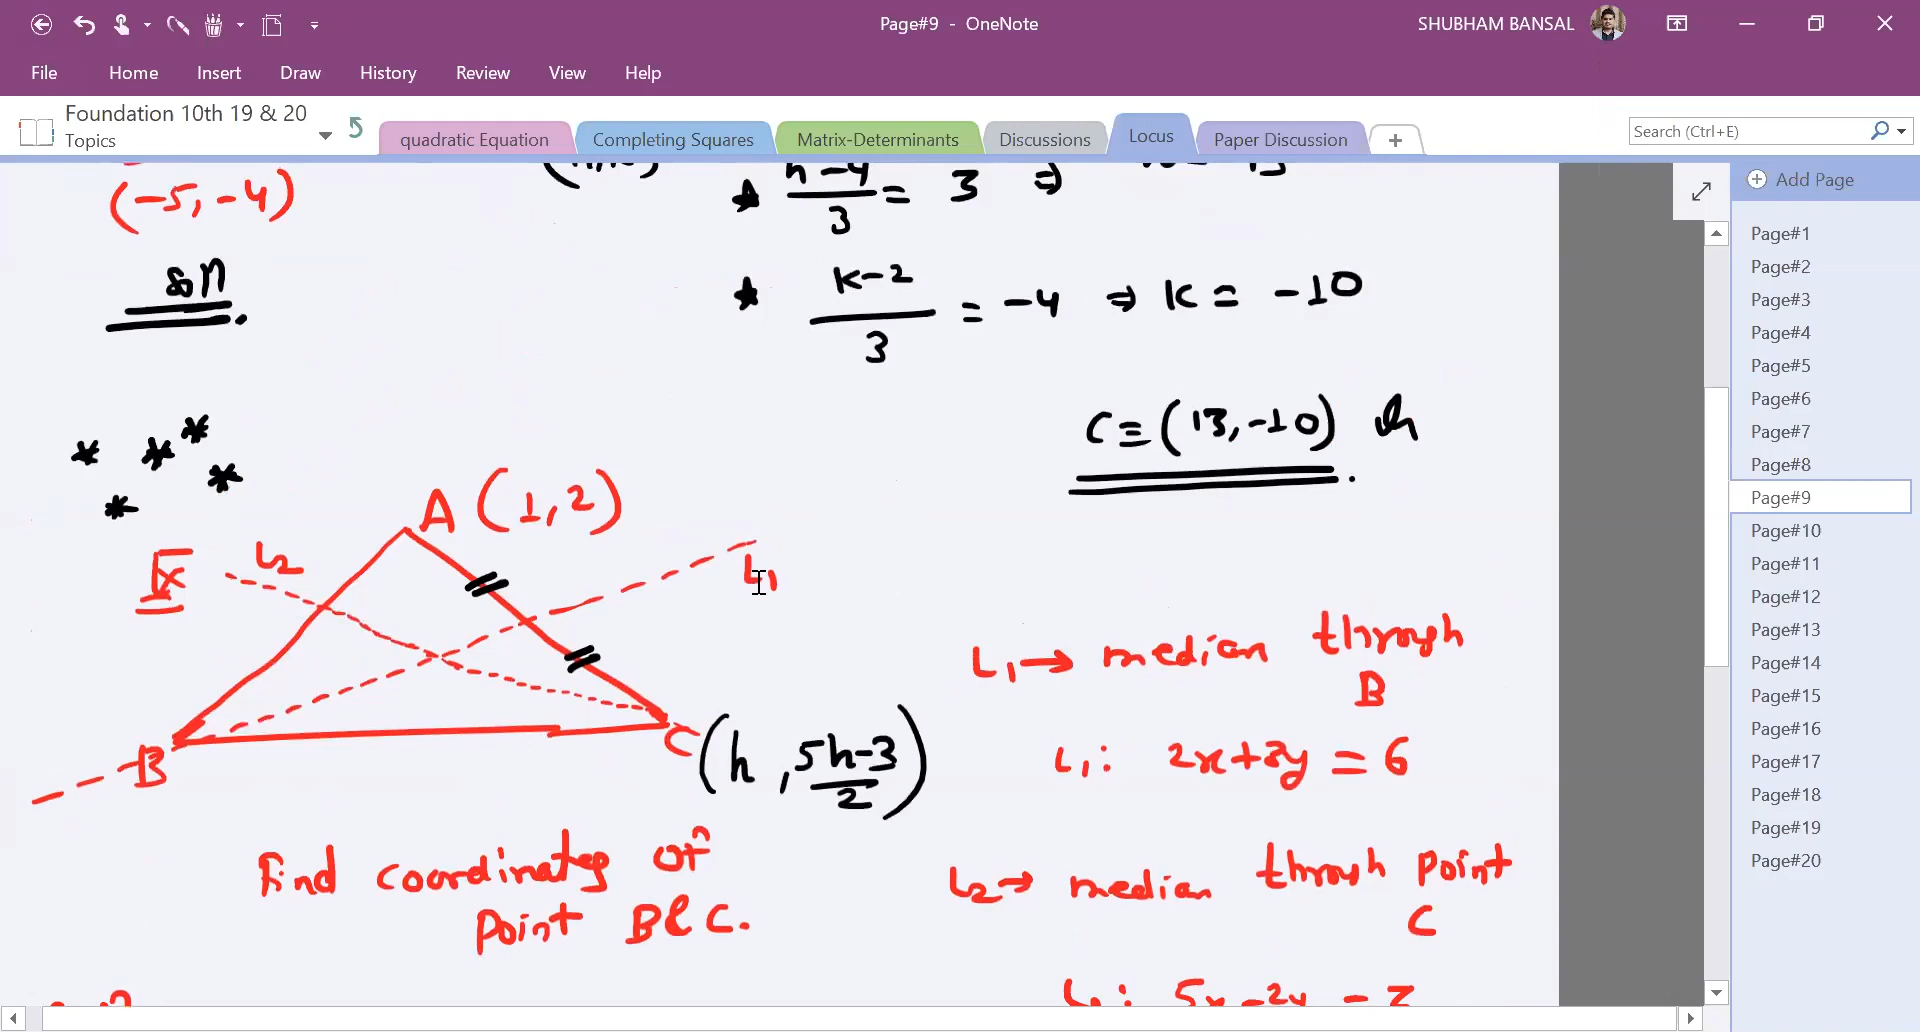 Page#9 - OneNote
SHUBHAM BANSAL
File Home Insert Draw History Review View Help
Foundation 10th 19 & 20
Topics
quadratic Equation
Completing Squares
Matrix-Determinants
Discussions
Locus
Paper Discussion
+
Search (Ctrl+E)
Add Page
Page#1
Page#2
Page#3
Page#4
Page#5
Page#6
Page#7
Page#8
Page#9
Page#10
Page#11
Page#12
Page#13
Page#14
Page#15
Page#16
Page#17
Page#18
Page#19
Page#20
(-5, -4)
h-4/3 = 3 ⇒
k-2/3 = -4 ⇒ k = -10
C ≡ (13, -10)
A (1, 2)
L2
L1
B
C (h, 5h-3/2)
L1 → median through
B
L1: 2x+3y = 6
Find coordinates of
point B & C.
L2 → median through point
C